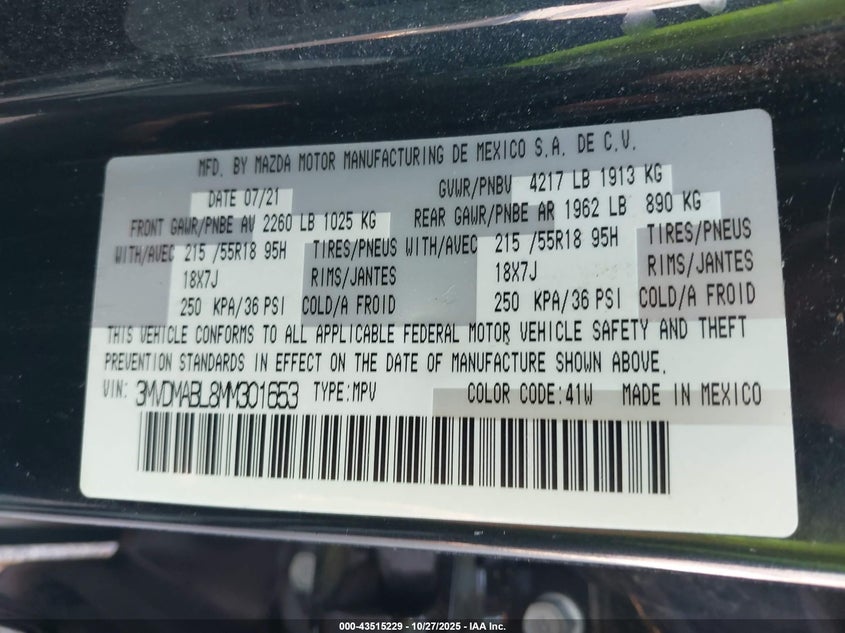 MFD. BY MAZDA MOTOR MANUFACTURING DE MEXICO S.A. DE C.V.
DATE 07/21 GVWR/PNBV 4217 LB 1913 KG
FRONT GAWR/PNBE AV 2260 LB 1025 KG REAR GAWR/PNBE AR 1962 LB 890 KG
WITH/AVEC 215 /55R18 95H TIRES/PNEUS WITH/AVEC 215 /55R18 95H TIRES/PNEUS
18X7J RIMS/JANTES 18X7J RIMS/JANTES
250 KPA/36 PSI COLD/A FROID 250 KPA/36 PSI COLD/A FROID
THIS VEHICLE CONFORMS TO ALL APPLICABLE FEDERAL MOTOR VEHICLE SAFETY AND THEFT
PREVENTION STANDARDS IN EFFECT ON THE DATE OF MANUFACTURE SHOWN ABOVE.
VIN: 3MVDMABL8MM301653 TYPE:MPV COLOR CODE:41W MADE IN MEXICO
000-43515229 - 10/27/2025 - IAA Inc.